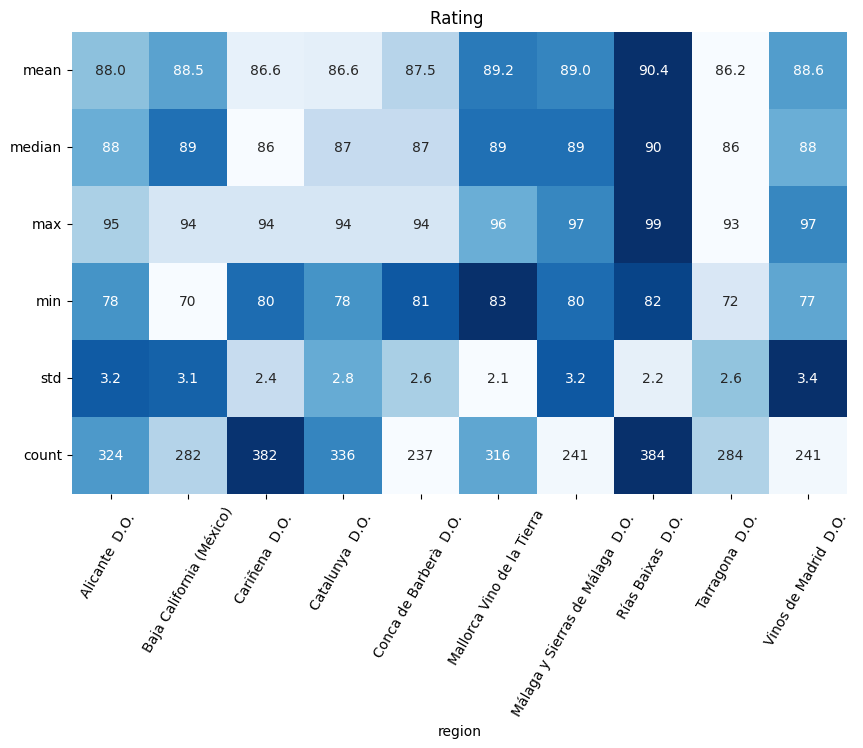 Rating
mean 88.0 88.5 86.6 86.6 87.5 89.2 89.0 90.4 86.2 88.6
median 88 89 86 87 87 89 89 90 86 88
max 95 94 94 94 94 96 97 99 93 97
min 78 70 80 78 81 83 80 82 72 77
std 3.2 3.1 2.4 2.8 2.6 2.1 3.2 2.2 2.6 3.4
count 324 282 382 336 237 316 241 384 284 241
Alicante D.O.
Baja California (México)
Cariñena D.O.
Catalunya D.O.
Conca de Barberà D.O.
Mallorca Vino de la Tierra
Málaga y Sierras de Málaga D.O.
Rías Baixas D.O.
Tarragona D.O.
Vinos de Madrid D.O.
region